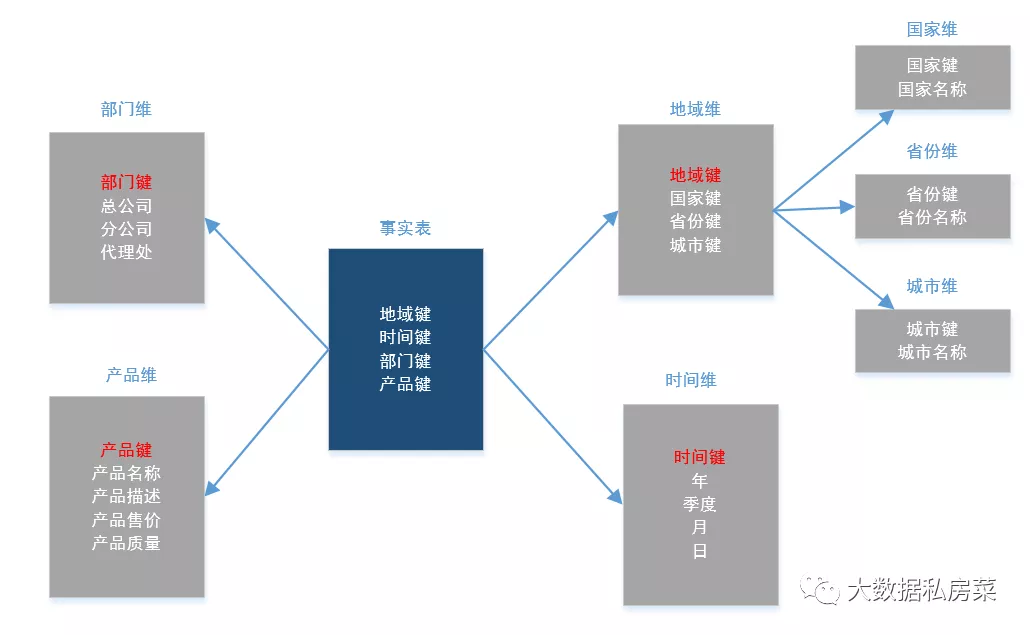 部门维
部门键
总公司
分公司
代理处
产品维
产品键
产品名称
产品描述
产品售价
产品质量
事实表
地域键
时间键
部门键
产品键
地域维
地域键
国家键
省份键
城市键
时间维
时间键
年
季度
月
日
国家维
国家键
国家名称
省份维
省份键
省份名称
城市维
城市键
城市名称
大数据私房菜